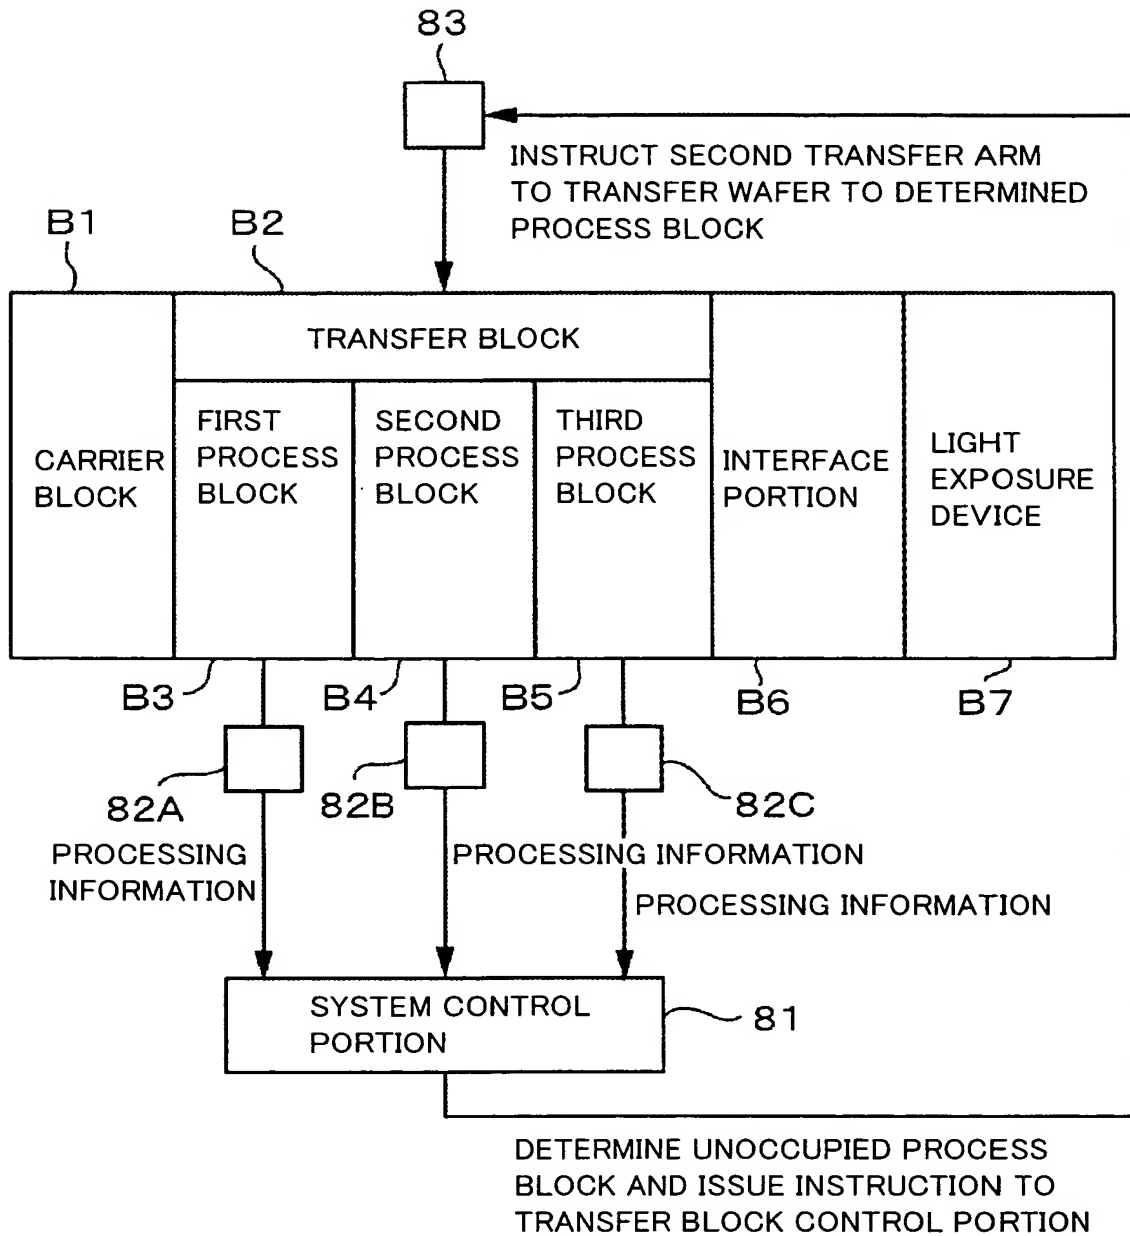 83
INSTRUCT SECOND TRANSFER ARM
TO TRANSFER WAFER TO DETERMINED
PROCESS BLOCK
B1
B2
TRANSFER BLOCK
CARRIER
BLOCK
FIRST
PROCESS
BLOCK
SECOND
PROCESS
BLOCK
THIRD
PROCESS
BLOCK
INTERFACE
PORTION
LIGHT
EXPOSURE
DEVICE
B3
B4
B5
B6
B7
82A
82B
82C
PROCESSING
INFORMATION
PROCESSING INFORMATION
PROCESSING INFORMATION
SYSTEM CONTROL
PORTION
81
DETERMINE UNOCCUPIED PROCESS
BLOCK AND ISSUE INSTRUCTION TO
TRANSFER BLOCK CONTROL PORTION